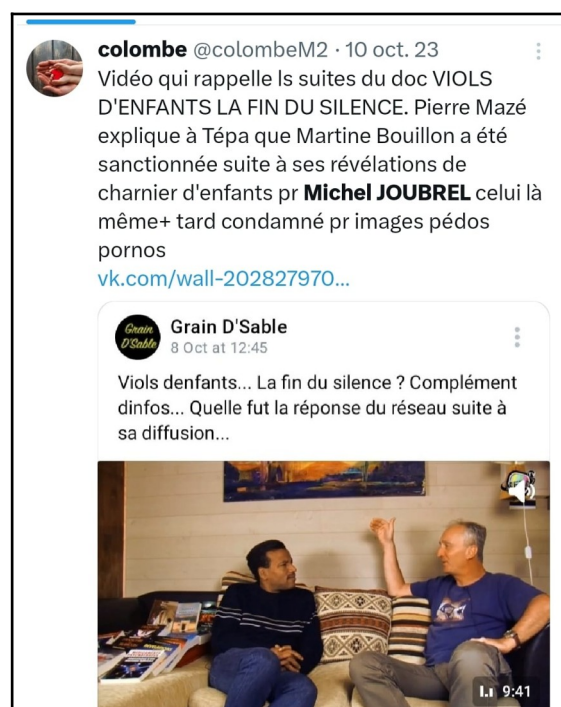 colombe @colombeM2 · 10 oct. 23
Vidéo qui rappelle ls suites du doc VIOLS
D'ENFANTS LA FIN DU SILENCE. Pierre Mazé
explique à Tépa que Martine Bouillon a été
sanctionnée suite à ses révélations de
charnier d'enfants pr Michel JOUBREL celui là
même+ tard condamné pr images pédos
pornos
vk.com/wall-202827970...
Grain D'Sable
Grain D'Sable
8 Oct at 12:45
Viols denfants... La fin du silence ? Complément
dinfos... Quelle fut la réponse du réseau suite à
sa diffusion...
9:41